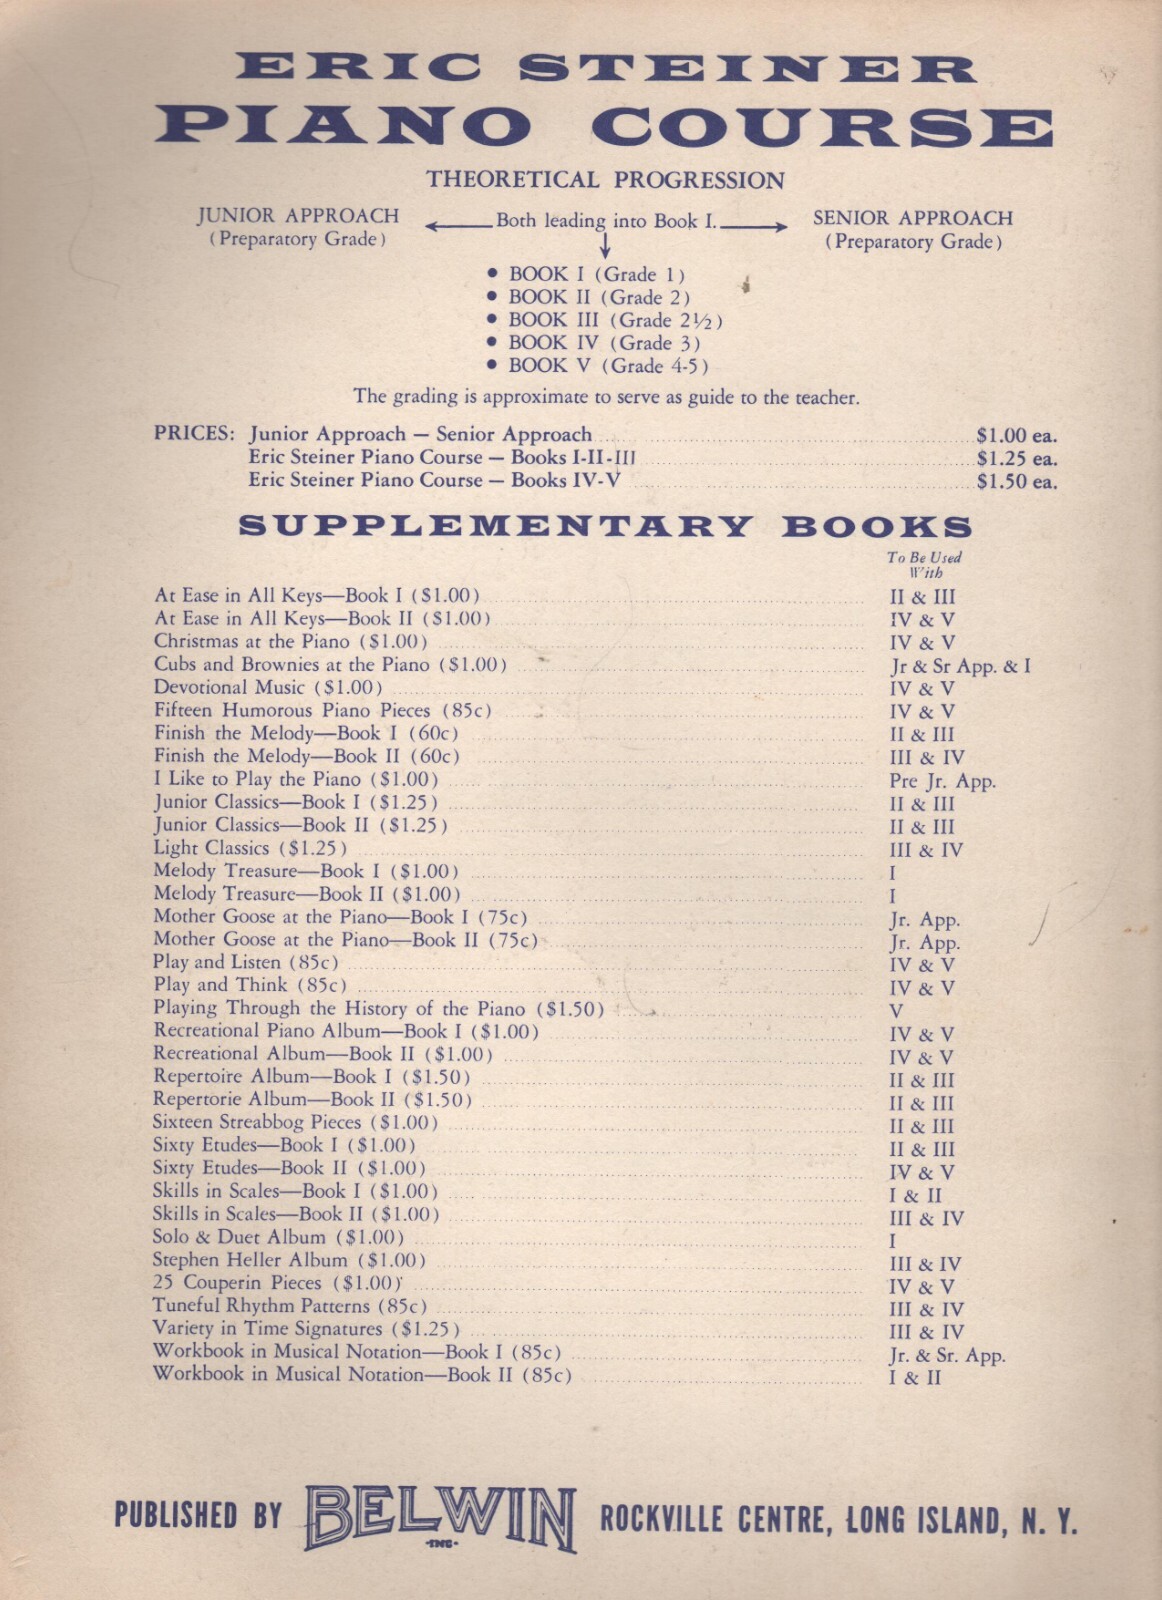 ERIC STEINER
PIANO COURSE
THEORETICAL PROGRESSION
JUNIOR APPROACH
(Preparatory Grade)
Both leading into Book I.
SENIOR APPROACH
(Preparatory Grade)
• BOOK I (Grade 1)
• BOOK II (Grade 2)
• BOOK III (Grade 2½)
• BOOK IV (Grade 3)
• BOOK V (Grade 4-5)
The grading is approximate to serve as guide to the teacher.
PRICES: Junior Approach — Senior Approach $1.00 ea.
Eric Steiner Piano Course — Books I-II-III $1.25 ea.
Eric Steiner Piano Course — Books IV-V $1.50 ea.
SUPPLEMENTARY BOOKS
To Be Used
With
At Ease in All Keys—Book I ($1.00) II & III
At Ease in All Keys—Book II ($1.00) IV & V
Christmas at the Piano ($1.00) IV & V
Cubs and Brownies at the Piano ($1.00) Jr & Sr App. & I
Devotional Music ($1.00) IV & V
Fifteen Humorous Piano Pieces (85c) IV & V
Finish the Melody—Book I (60c) II & III
Finish the Melody—Book II (60c) III & IV
I Like to Play the Piano ($1.00) Pre Jr. App.
Junior Classics—Book I ($1.25) II & III
Junior Classics—Book II ($1.25) II & III
Light Classics ($1.25) III & IV
Melody Treasure—Book I ($1.00) I
Melody Treasure—Book II ($1.00) I
Mother Goose at the Piano—Book I (75c) Jr. App.
Mother Goose at the Piano—Book II (75c) Jr. App.
Play and Listen (85c) IV & V
Play and Think (85c) IV & V
Playing Through the History of the Piano ($1.50) V
Recreational Piano Album—Book I ($1.00) IV & V
Recreational Album—Book II ($1.00) IV & V
Repertoire Album—Book I ($1.50) II & III
Repertorie Album—Book II ($1.50) II & III
Sixteen Streabbog Pieces ($1.00) II & III
Sixty Etudes—Book I ($1.00) II & III
Sixty Etudes—Book II ($1.00) IV & V
Skills in Scales—Book I ($1.00) I & II
Skills in Scales—Book II ($1.00) III & IV
Solo & Duet Album ($1.00) I
Stephen Heller Album ($1.00) III & IV
25 Couperin Pieces ($1.00) IV & V
Tuneful Rhythm Patterns (85c) III & IV
Variety in Time Signatures ($1.25) III & IV
Workbook in Musical Notation—Book I (85c) Jr. & Sr. App.
Workbook in Musical Notation—Book II (85c) I & II
PUBLISHED BY BELWIN INC. ROCKVILLE CENTRE, LONG ISLAND, N. Y.